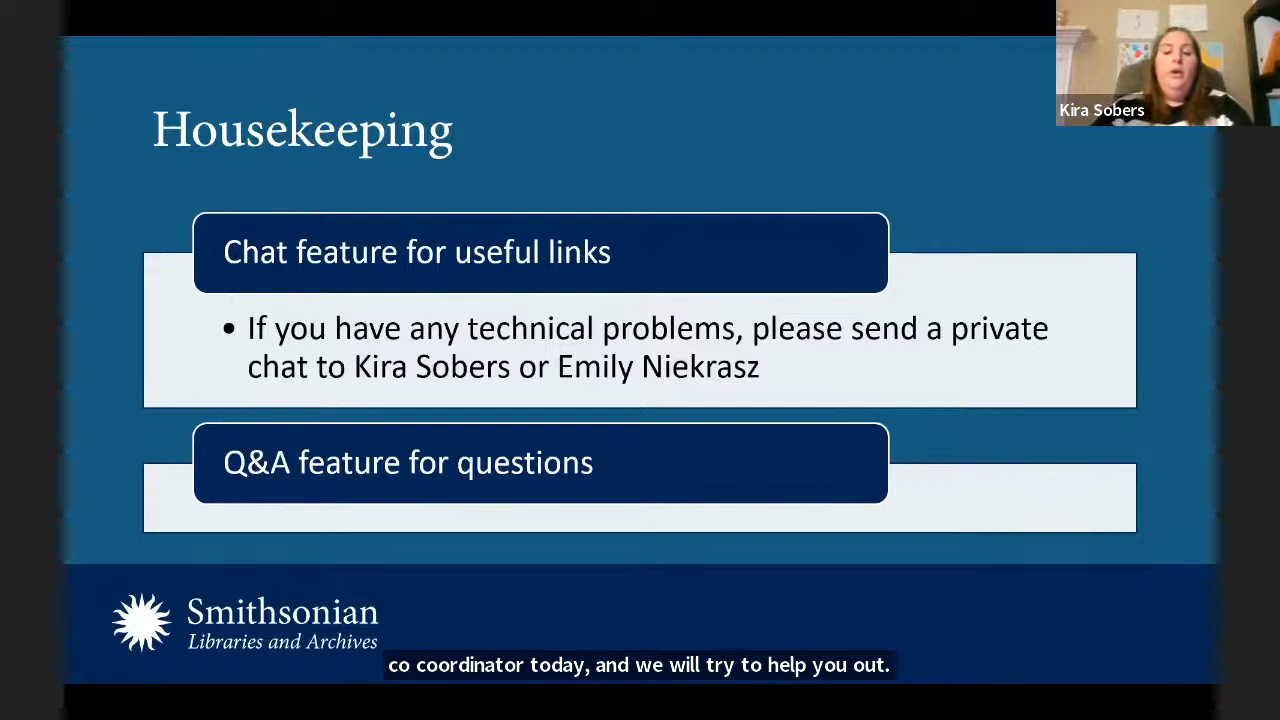 Housekeeping
Kira Sobers
Chat feature for useful links
• If you have any technical problems, please send a private
chat to Kira Sobers or Emily Niekrasz
Q&A feature for questions
Smithsonian
Libraries and Archives
co coordinator today, and we will try to help you out.